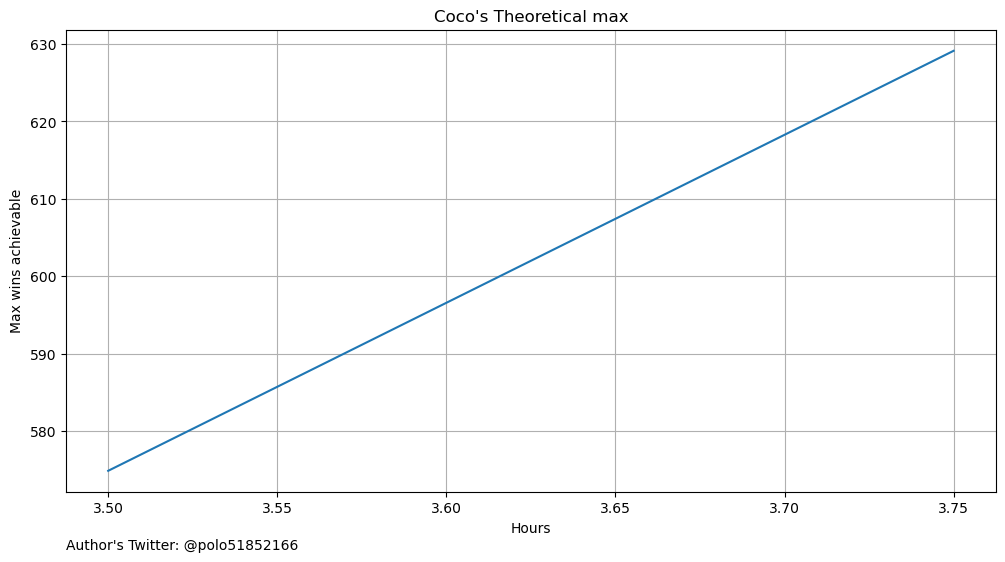 Coco's Theoretical max
Max wins achievable
630
620
610
600
590
580
3.50 3.55 3.60 3.65 3.70 3.75
Hours
Author's Twitter: @polo51852166